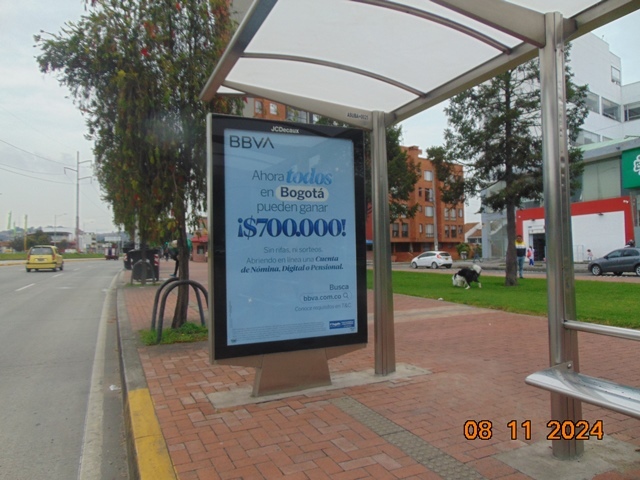 JCDecaux
BBVA
Ahora todos
en Bogotá
pueden ganar
¡$700.000!
Sin rifas, ni sorteos.
Abriendo en línea una Cuenta
de Nómina, Digital o Pensional.
Busca
bbva.com.co
08 11 2024